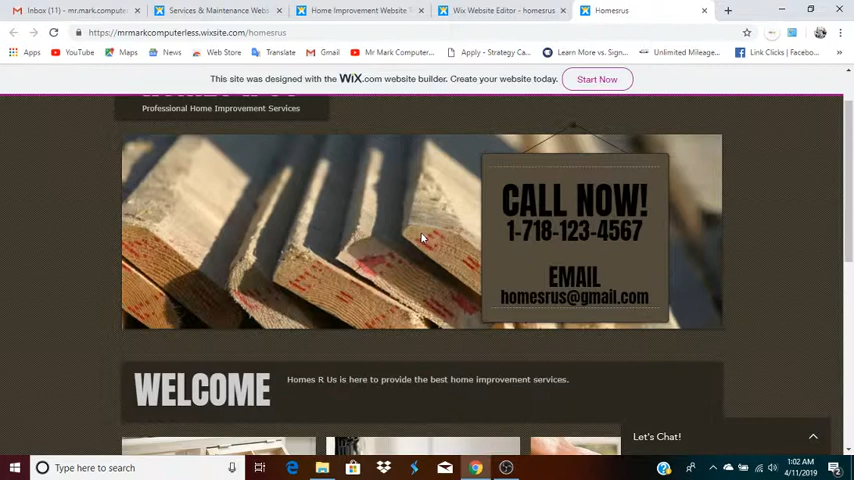 Inbox (11) - mr.mark.compute
Services & Maintenance Web
Home Improvement Website
Wix Website Editor - homesrus
Homesrus
https://mrmarkcomputerless.wixsite.com/homesrus
Apps
YouTube
Maps
News
Web Store
Translate
Gmail
Mr Mark Computer...
Apply - Strategy Ca...
Learn More vs. Sign...
Unlimited Mileage...
Link Clicks | Faceboo...
This site was designed with the WiX.com website builder. Create your website today.
Start Now
Professional Home Improvement Services
CALL NOW!
1-718-123-4567
EMAIL
homesrus@gmail.com
WELCOME
Homes R Us is here to provide the best home improvement services.
Let's Chat!
Type here to search
1:02 AM
4/11/2019